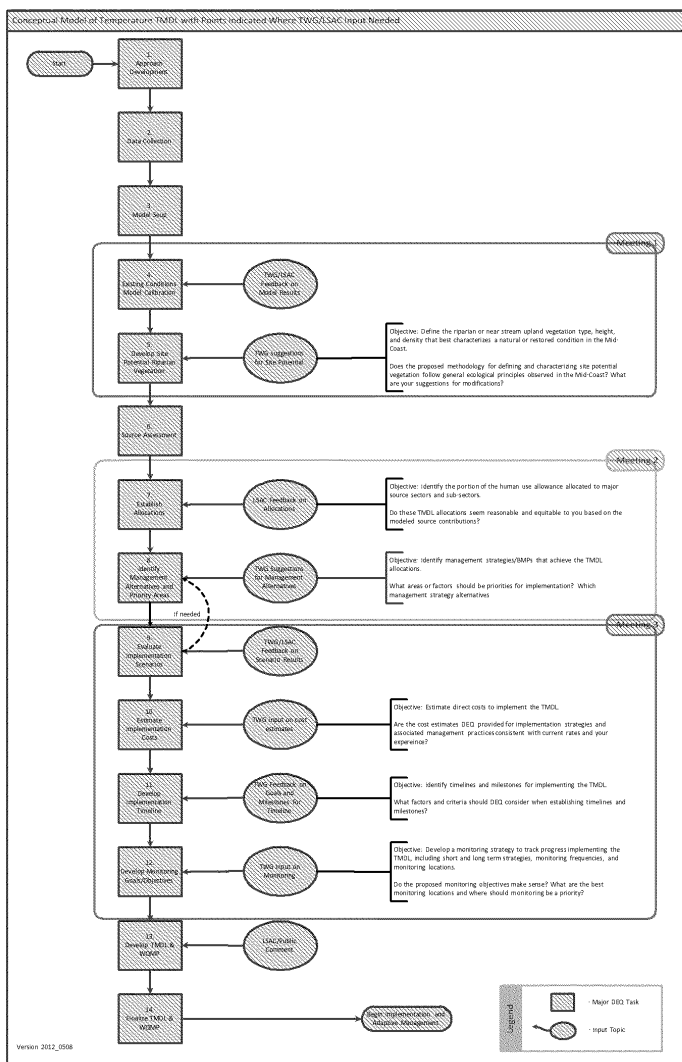 Conceptual Model of Temperature TMDL with Points Indicated Where TWG/LSAC Input Needed
Start
1.
Approach
Development
2.
Data Collection
3.
Model Seup
Meeting 1
4.
Existing Conditions
Model Calibration
TWG/LSAC
Feedback on
Model Results
5.
Develop Site
Potential Riparian
Vegetation
TWG suggestions
for Site Potential
Objective: Define the riparian or near stream upland vegetation type, height,
and density that best characterizes a natural or restored condition in the Mid-
Coast.
Does the proposed methodology for defining and characterizing site potential
vegetation follow general ecological principles observed in the Mid-Coast? What
are your suggestions for modifications?
6.
Source Assessment
Meeting 2
7.
Establish
Allocations
LSAC Feedback on
Allocations
Objective: Identify the portion of the human use allowance allocated to major
source sectors and sub-sectors.
Do these TMDL allocations seem reasonable and equitable to you based on the
modeled source contributions?
8.
Identify
Management
Alternatives and
Priority Areas
TWG Suggestions
for Management
Alternatives
Objective: Identify management strategies/BMPs that achieve the TMDL
allocations.
What areas or factors should be priorities for implementation? Which
management strategy alternatives
If needed
Meeting 3
9.
Evaluate
Implementation
Scenarios
TWG/LSAC
Feedback on
Scenario Results
10.
Estimate
Implementation
Costs
TWG input on cost
estimates
Objective: Estimate direct costs to implement the TMDL.
Are the cost estimates DEQ provided for implementation strategies and
associated management practices consistent with current rates and your
expereince?
11.
Develop
Implementation
Timeline
TWG Feedback on
Goals and
Milestones for
Timeline
Objective: Identify timelines and milestones for implementing the TMDL.
What factors and criteria should DEQ consider when establishing timelines and
milestones?
12.
Develop Monitoring
Goals/Objectives
TWG Input on
Monitoring
Objective: Develop a monitoring strategy to track progress implementing the
TMDL, including short and long term strategies, monitoring frequencies, and
monitoring locations.
Do the proposed monitoring objectives make sense? What are the best
monitoring locations and where should monitoring be a priority?
13.
Develop TMDL &
WQMP
LSAC/Public
Comment
14.
Finalize TMDL &
WQMP
Begin Implementation and
Adaptive Management
Legend
- Major DEQ Task
- Input Topic
Version 2012_0508